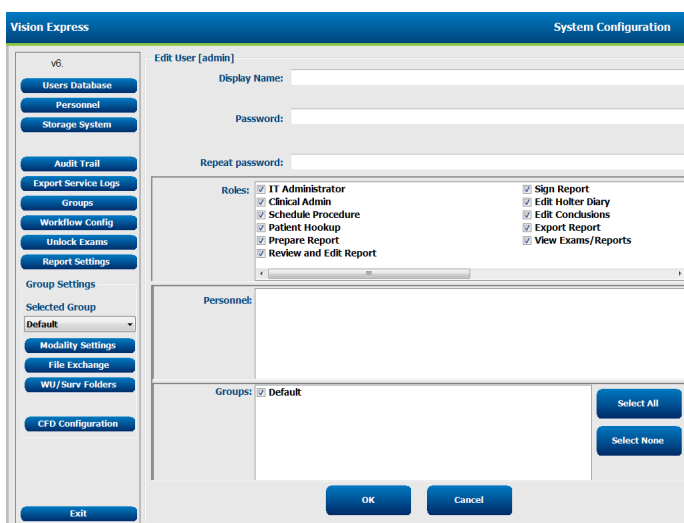 Vision Express
System Configuration
v6.
Users Database
Personnel
Storage System
Audit Trail
Export Service Logs
Groups
Workflow Config
Unlock Exams
Report Settings
Group Settings
Selected Group
Default
Modality Settings
File Exchange
WU/Surv Folders
CFD Configuration
Exit
Edit User [admin]
Display Name:
Password:
Repeat password:
Roles:
IT Administrator
Clinical Admin
Schedule Procedure
Patient Hookup
Prepare Report
Review and Edit Report
Sign Report
Edit Holter Diary
Edit Conclusions
Export Report
View Exams/Reports
Personnel:
Groups:
Default
Select All
Select None
OK
Cancel